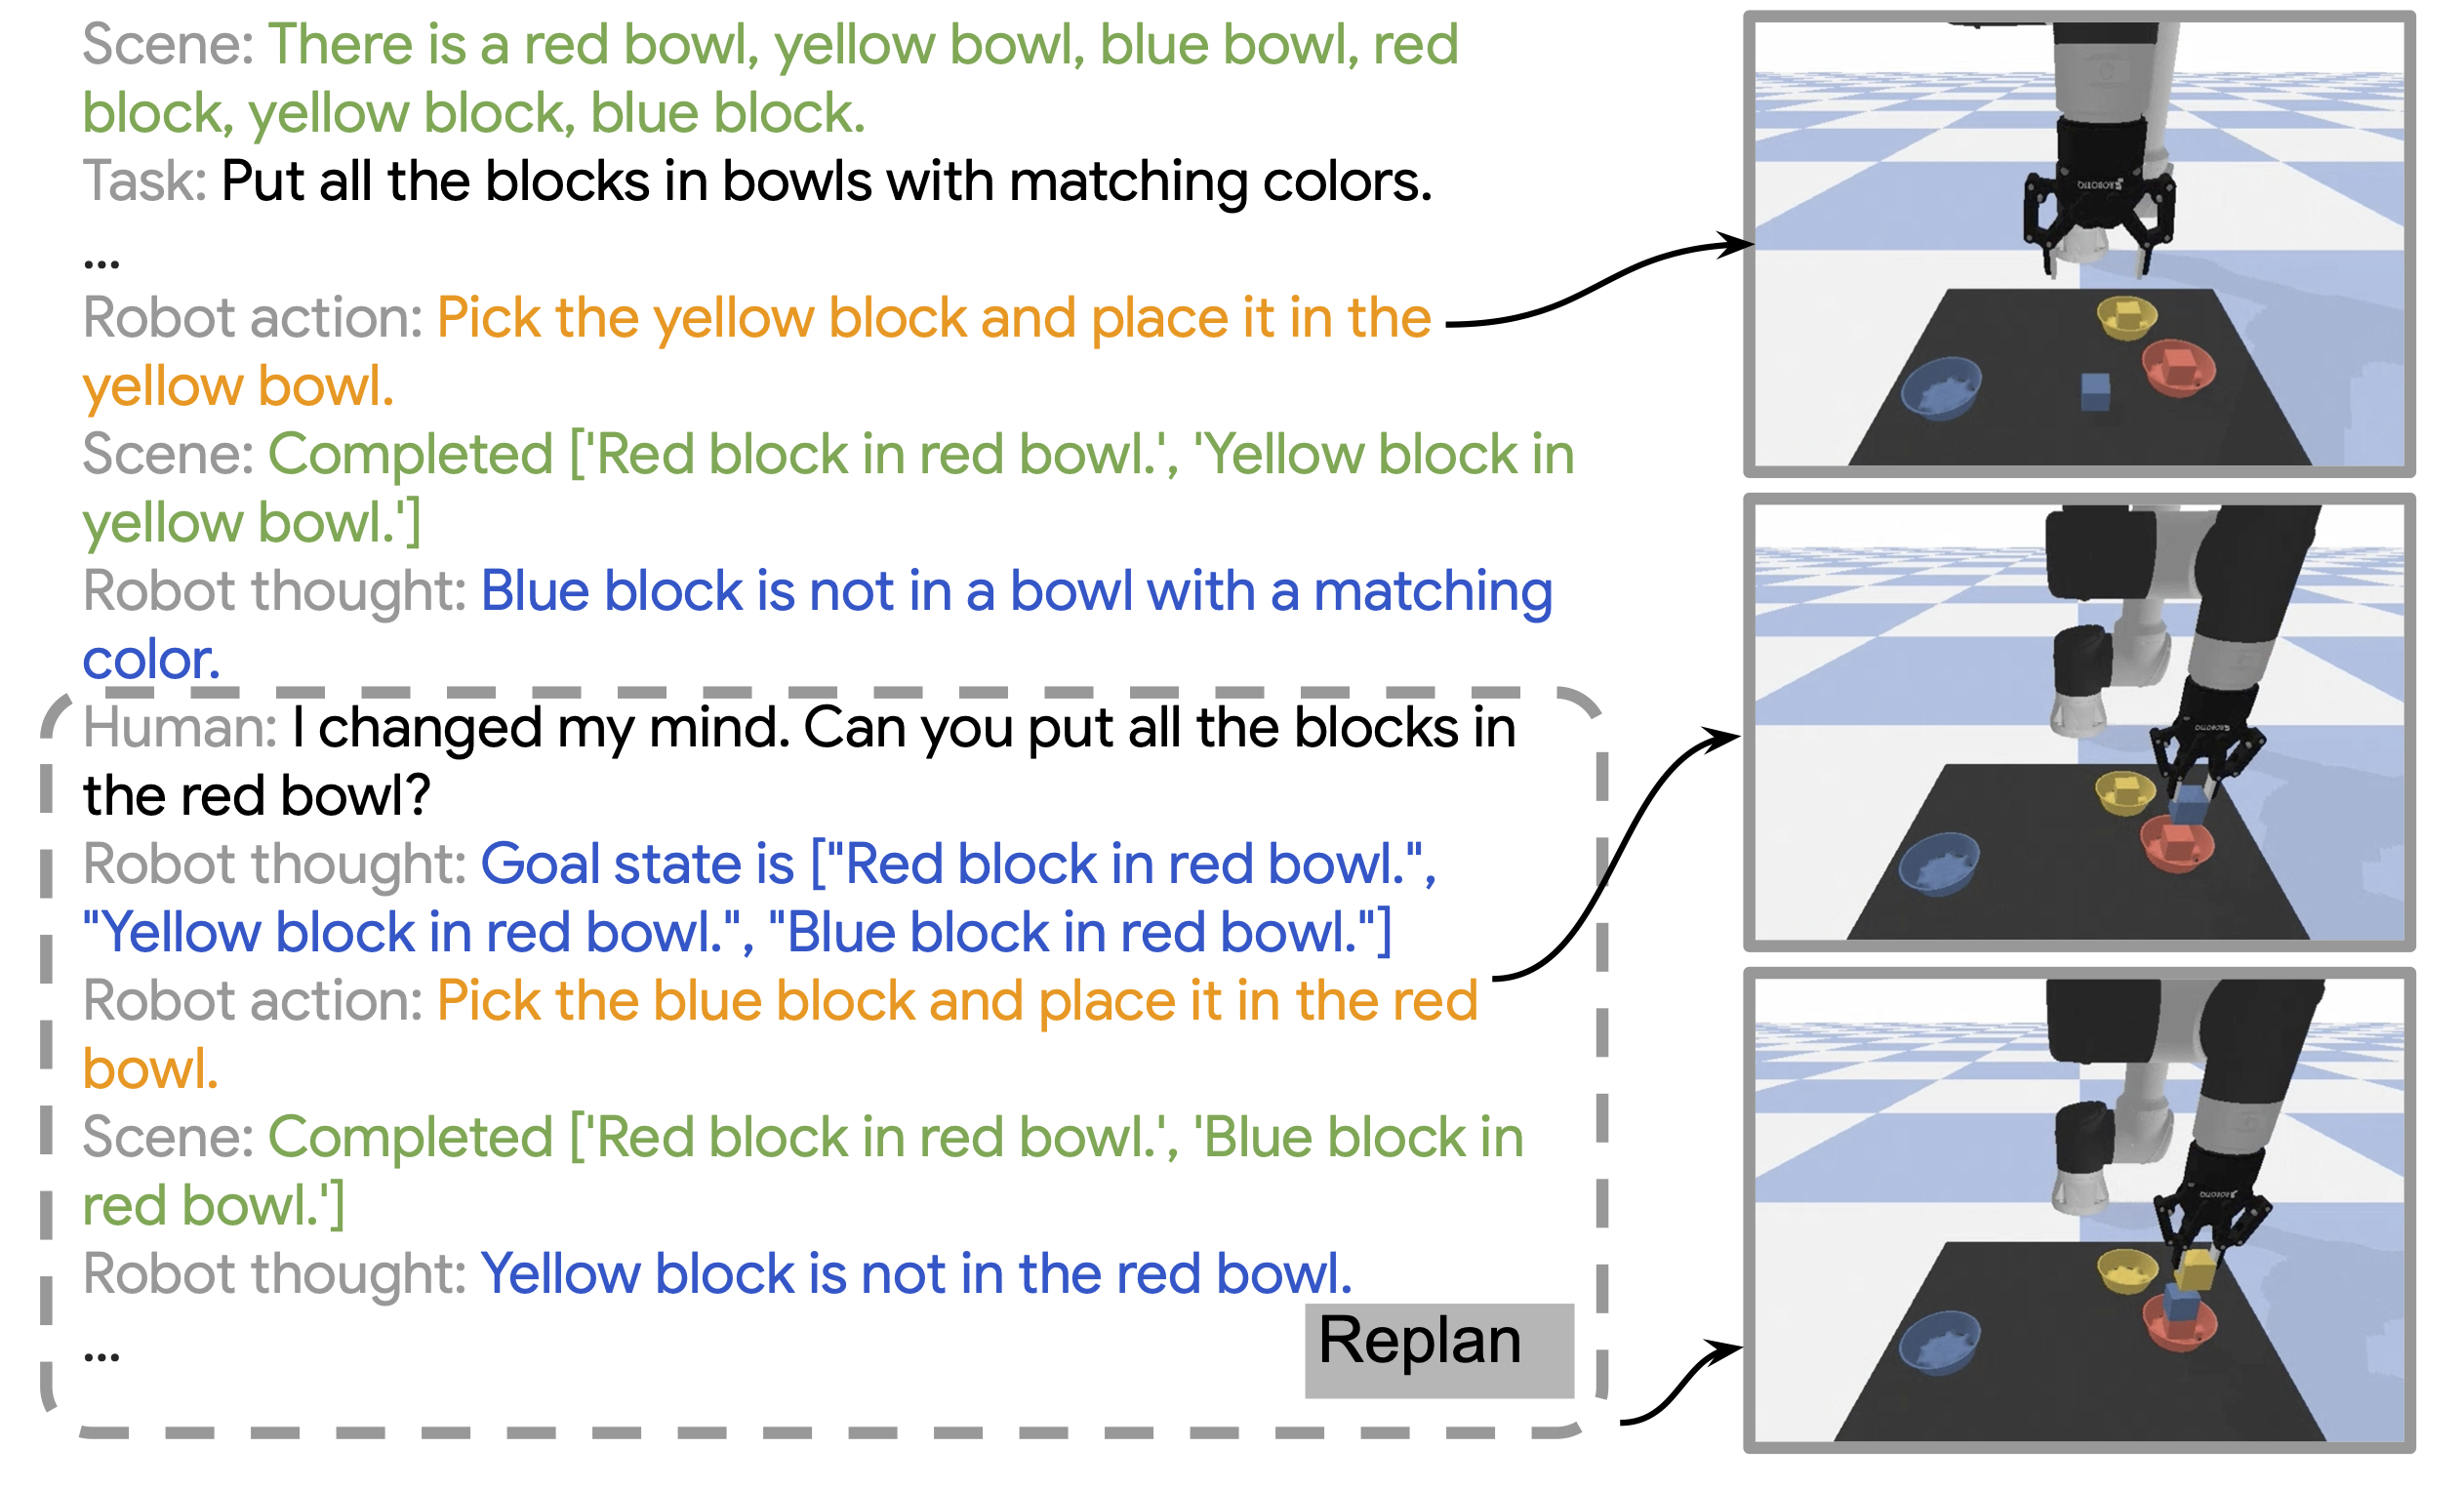 Scene: There is a red bowl, yellow bowl, blue bowl, red
block, yellow block, blue block.
Task: Put all the blocks in bowls with matching colors.
...
Robot action: Pick the yellow block and place it in the
yellow bowl.
Scene: Completed ['Red block in red bowl.', 'Yellow block in
yellow bowl.']
Robot thought: Blue block is not in a bowl with a matching
color.
Human: I changed my mind. Can you put all the blocks in
the red bowl?
Robot thought: Goal state is ["Red block in red bowl.",
"Yellow block in red bowl.", "Blue block in red bowl."]
Robot action: Pick the blue block and place it in the red
bowl.
Scene: Completed ['Red block in red bowl.', 'Blue block in
red bowl.']
Robot thought: Yellow block is not in the red bowl.
Replan
...